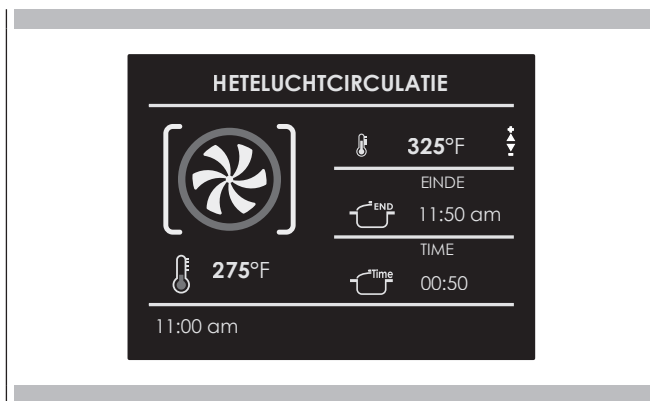 HETELUCHTCIRCULATIE
325°F
EINDE
END 11:50 am
TIME
Time 00:50
275°F
11:00 am